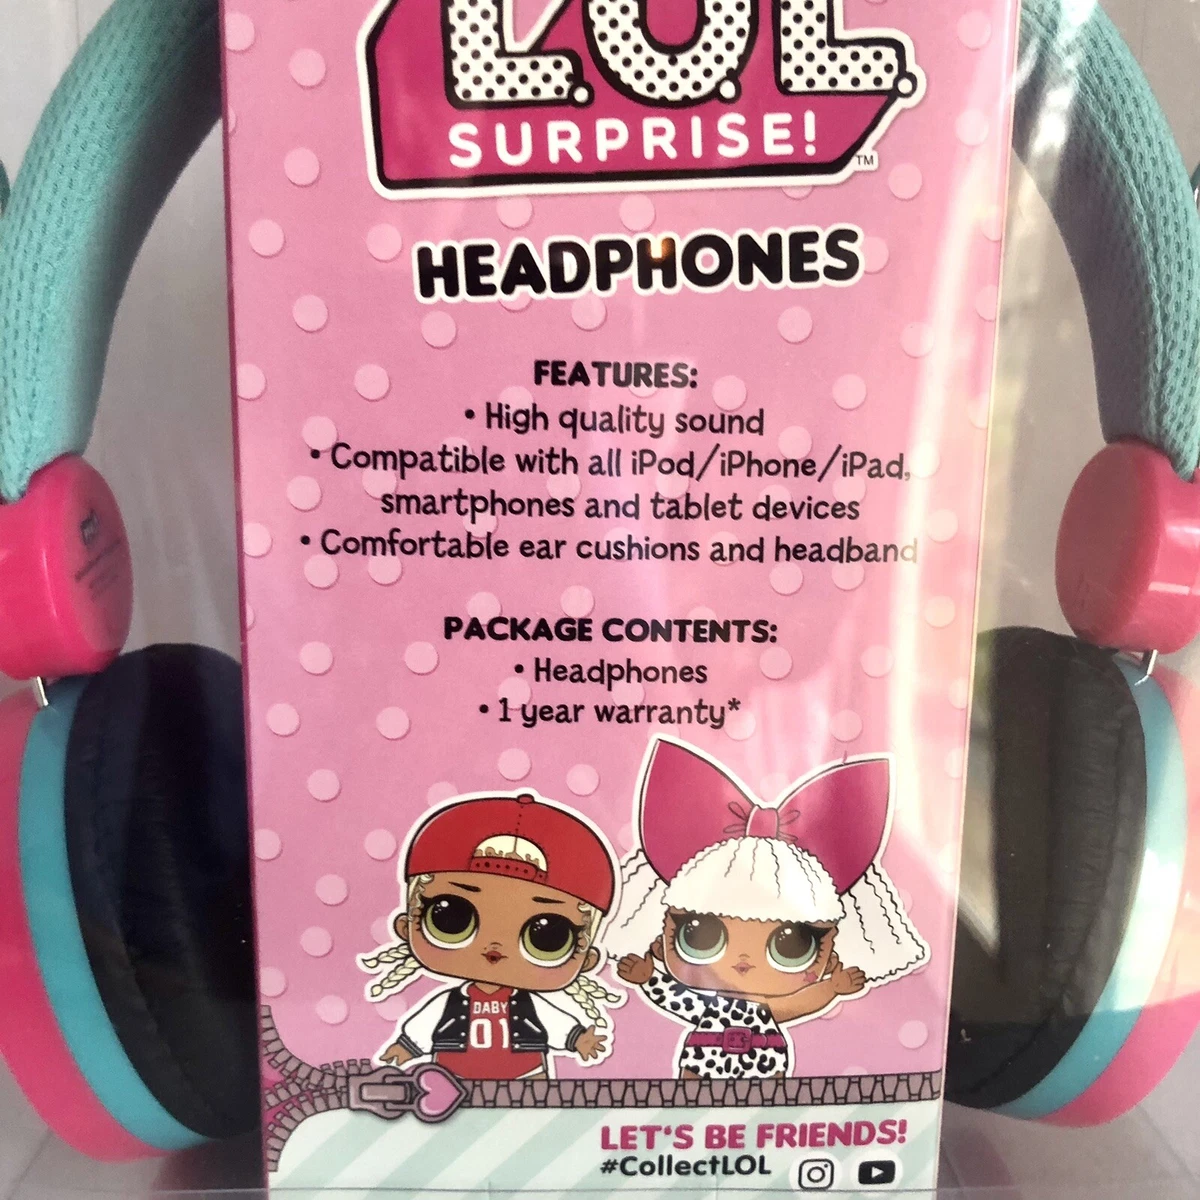 L.O.L.
SURPRISE!
TM
HEADPHONES
FEATURES:
• High quality sound
• Compatible with all iPod/iPhone/iPad,
smartphones and tablet devices
• Comfortable ear cushions and headband
PACKAGE CONTENTS:
• Headphones
• 1 year warranty*
DABY
01
LET'S BE FRIENDS!
#CollectLOL